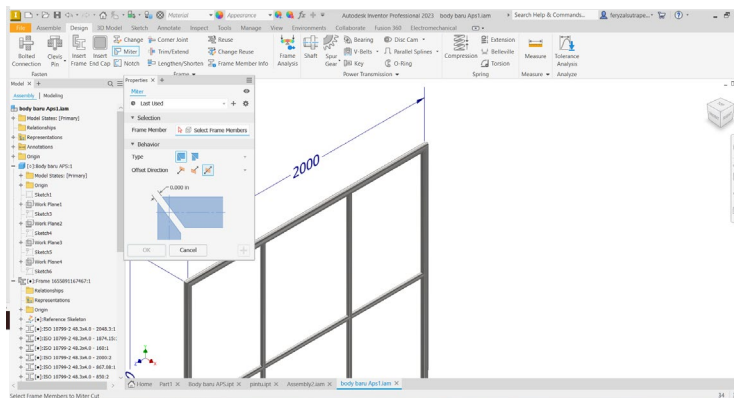 Material
Appearance
Autodesk Inventor Professional 2023 body baru Aps1.iam
Search Help & Commands...
foryzalsutrape...
File Assemble Design 3D Model Sketch Annotate Inspect Tools Manage View Environments Collaborate Fusion 360 Electromechanical
Bolted Connection
Clevis Pin
Insert Frame
Insert End Cap
Change
Miter
Notch
Corner Joint
Trim/Extend
Lengthen/Shorten
Reuse
Change Reuse
Frame Member Info
Frame Analysis
Shaft
Spur Gear
Bearing
V-Belts
Key
Disc Cam
Parallel Splines
O-Ring
Compression
Extension
Belleville
Torsion
Measure
Tolerance Analysis
Fasten Frame Power Transmission Spring Measure Analyze
Model
Assembly Modeling
body baru Aps1.iam
Model States: [Primary]
Relationships
Representations
Annotations
Origin
[1]:Body baru APS:1
Model States: [Primary]
Origin
Sketch1
Work Plane1
Sketch3
Work Plane2
Sketch4
Work Plane3
Sketch5
Work Plane4
Sketch6
Frame 1655891167467:1
Relationships
Representations
Origin
Reference Skeleton
ISO 10799-2 48.3x4.0 - 2048.3:1
ISO 10799-2 48.3x4.0 - 1874.15:
ISO 10799-2 48.3x4.0 - 100:1
ISO 10799-2 48.3x4.0 - 2000:2
ISO 10799-2 48.3x4.0 - 867.08:1
ISO 10799-2 48.3x4.0 - 850:2
Properties
Miter
Last Used
Selection
Frame Member Select Frame Members
Behavior
Type
Offset Direction
0.000 in
OK Cancel
2000
Home Part1 Body baru APS.ipt pintu.ipt Assembly2.iam body baru Aps1.iam
Select Frame Members to Miter Cut
34